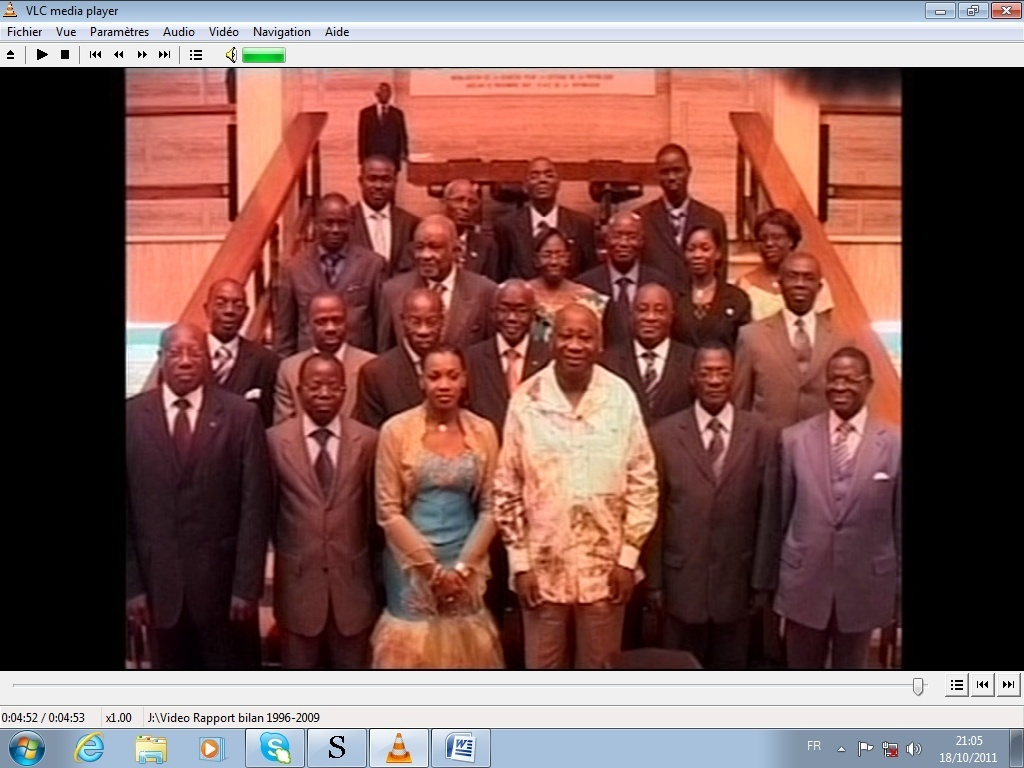 VLC media player
Fichier Vue Paramètres Audio Vidéo Navigation Aide
0:04:52 / 0:04:53 x1.00 J:\Video Rapport bilan 1996-2009
S
W
FR
21:05
18/10/2011